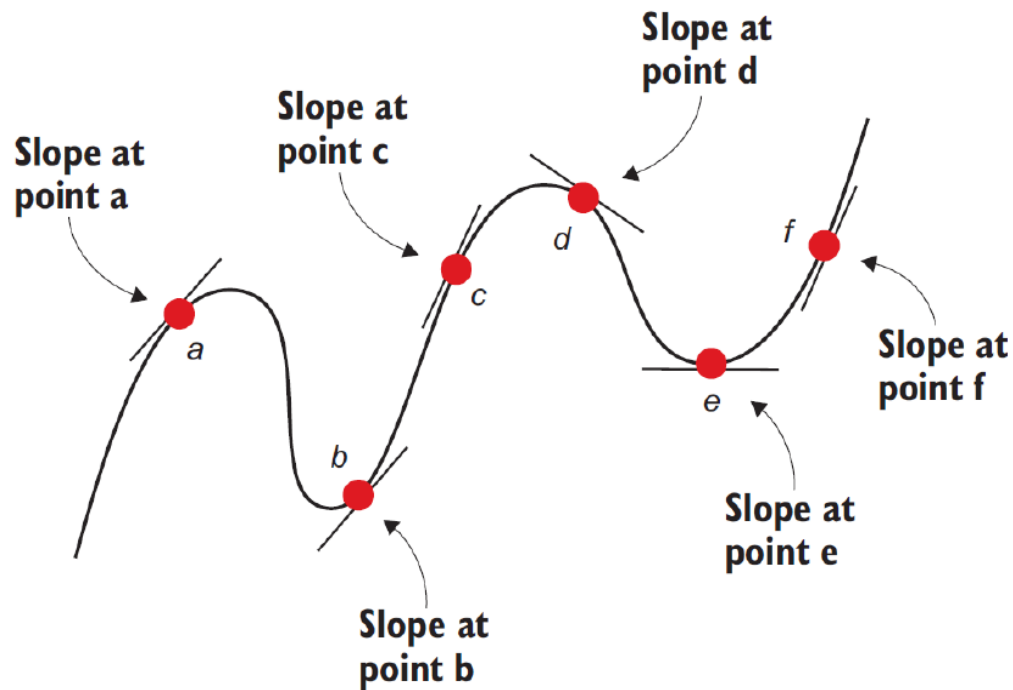 Slope at
point d
Slope at
point c
Slope at
point a
d
f
c
a
Slope at
point f
e
b
Slope at
point e
Slope at
point b